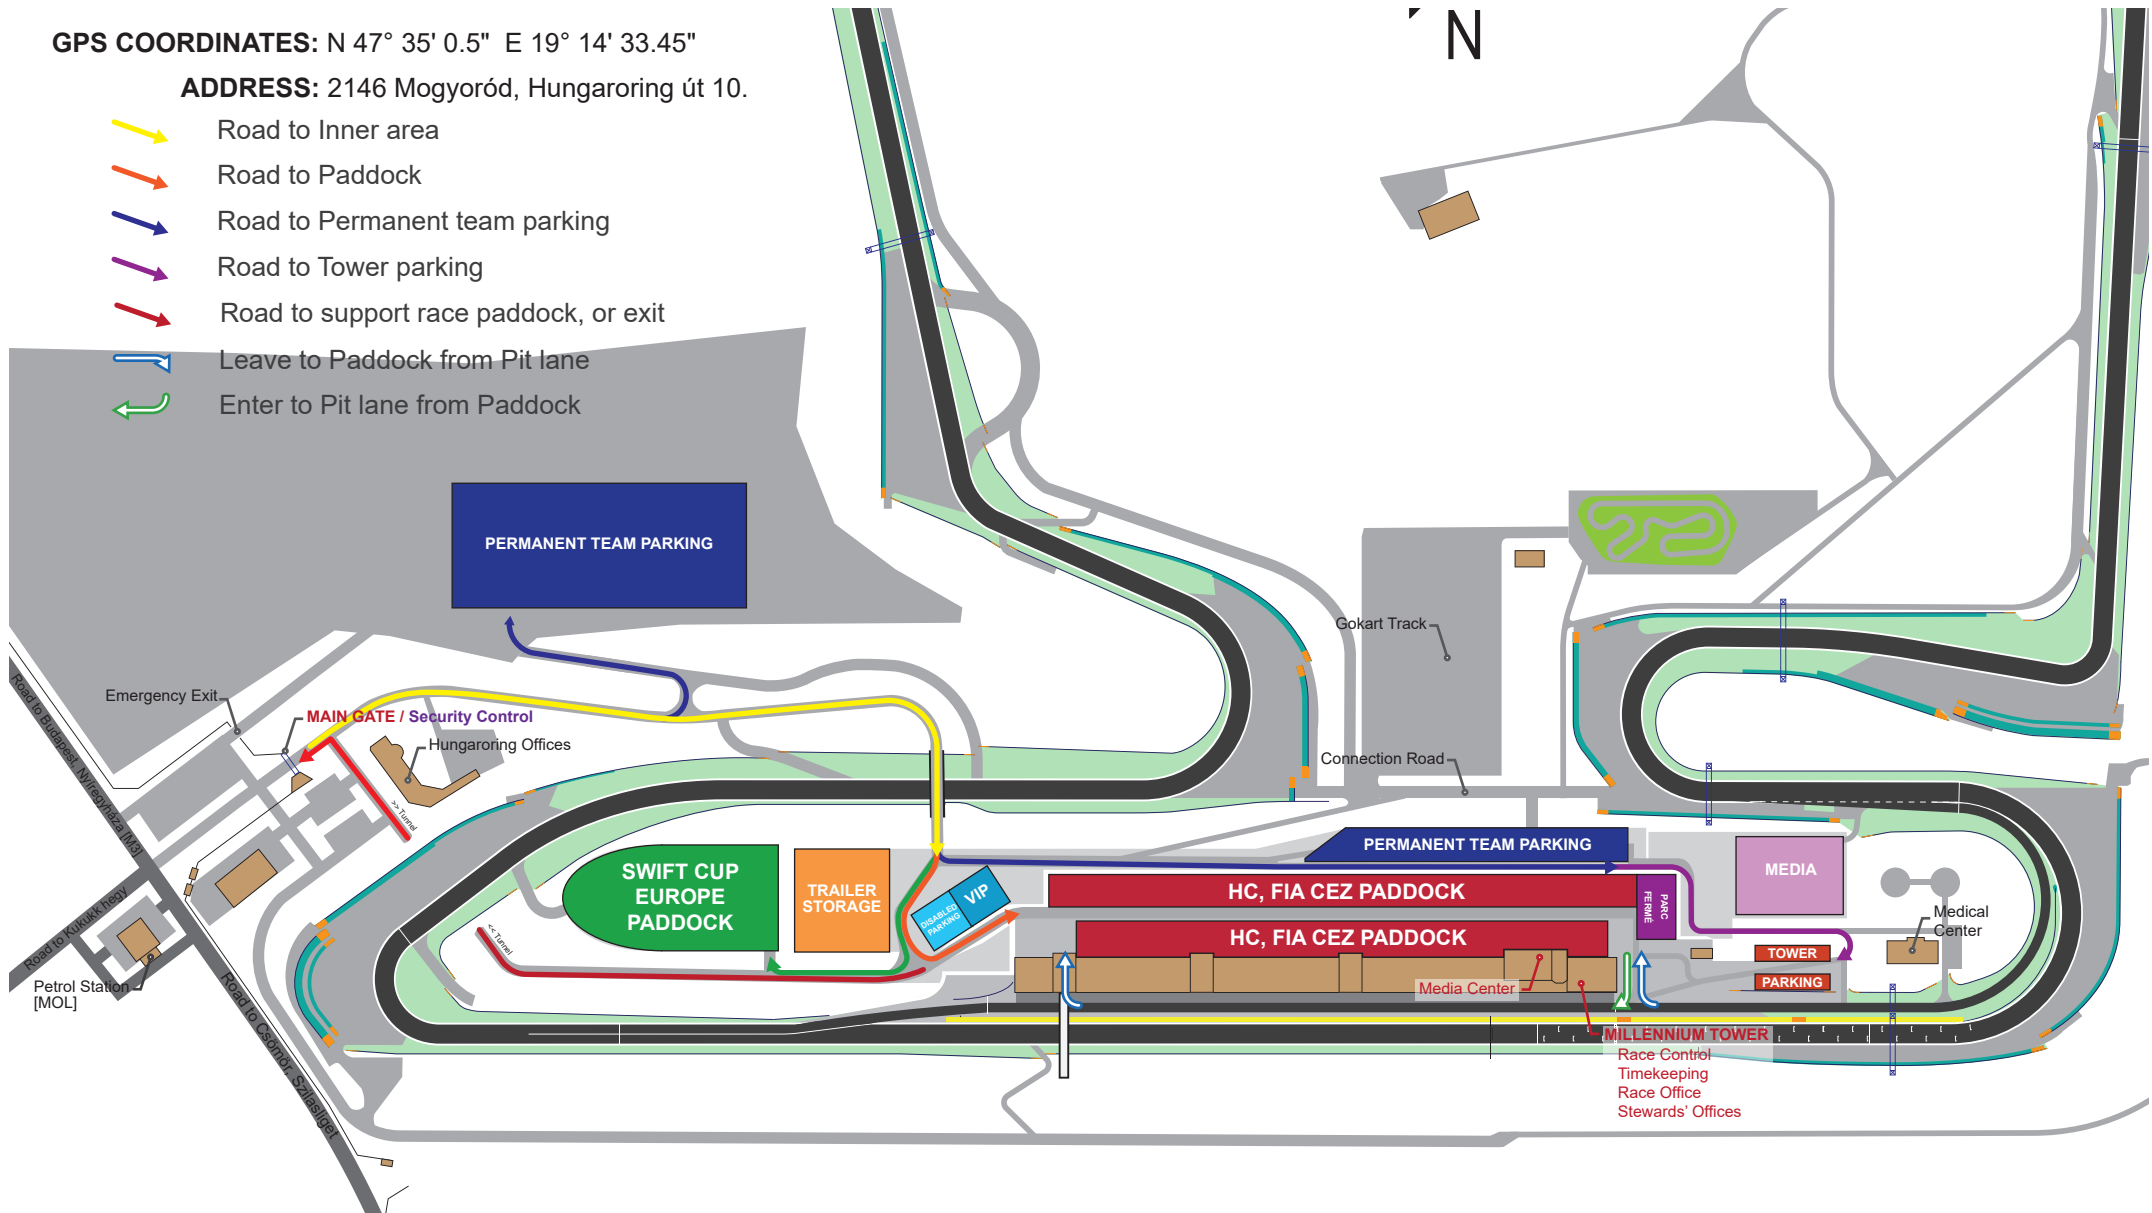 GPS COORDINATES: N 47° 35' 0.5"  E 19° 14' 33.45"
ADDRESS: 2146 Mogyoród, Hungaroring út 10.
N
Road to Inner area
Road to Paddock
Road to Permanent team parking
Road to Tower parking
Road to support race paddock, or exit
Leave to Paddock from Pit lane
Enter to Pit lane from Paddock
PERMANENT TEAM PARKING
Gokart Track
Emergency Exit
MAIN GATE / Security Control
Hungaroring Offices
Connection Road
>> Tunnel
Road to Budapest, Nyíregyháza [M3]
Road to Kukukk hegy
Petrol Station
[MOL]
Road to Csömör, Szilasliget
SWIFT CUP
EUROPE
PADDOCK
TRAILER
STORAGE
DISABLED
PARKING
VIP
<< Tunnel
PERMANENT TEAM PARKING
HC, FIA CEZ PADDOCK
HC, FIA CEZ PADDOCK
PARC
FERMÉ
MEDIA
Medical
Center
TOWER
PARKING
Media Center
MILLENNIUM TOWER
Race Control
Timekeeping
Race Office
Stewards' Offices